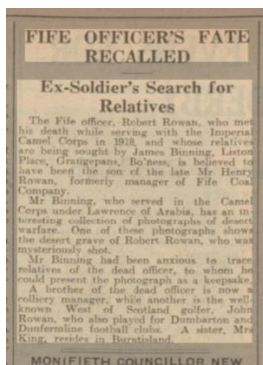 FIFE OFFICER'S FATE
RECALLED
Ex-Soldier's Search for
Relatives
The Fife officer, Robert Rowan, who met
his death while serving with the Imperial
Camel Corps in 1918, and whose relatives
are being sought by James Binning, Liston
Place, Graugepans, Bo'ness, is believed to
have been the son of the late Mr Henry
Rowan, formerly manager of Fife Coal
Company.
Mr Binning, who served in the Camel
Corps under Lawrence of Arabia, has an in-
teresting collection of photographs of desert
warfare. One of these photographs shows
the desert grave of Robert Rowan, who was
mysteriously shot.
Mr Binning had been anxious to trace
relatives of the dead officer, to whom he
could present the photograph as a keepsake.
A brother of the dead officer is now a
colliery manager, while another is the well-
known West of Scotland golfer, John
Rowan, who also played for Dumbarton and
Dunfermline football clubs. A sister, Mrs
King, resides in Burntisland.
MONIFIETH COUNCILLOR NEW